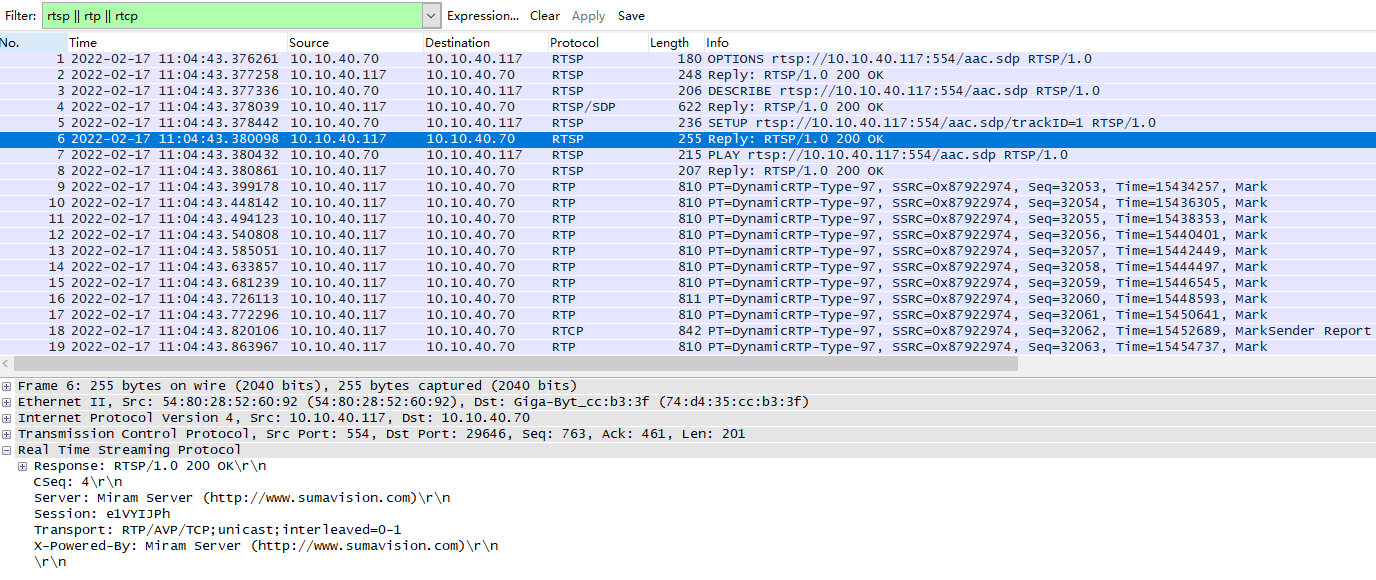 Filter: rtsp || rtp || rtcp Expression... Clear Apply Save
No. Time Source Destination Protocol Length Info
1 2022-02-17 11:04:43.376261 10.10.40.70 10.10.40.117 RTSP 180 OPTIONS rtsp://10.10.40.117:554/aac.sdp RTSP/1.0
2 2022-02-17 11:04:43.377258 10.10.40.117 10.10.40.70 RTSP 248 Reply: RTSP/1.0 200 OK
3 2022-02-17 11:04:43.377336 10.10.40.70 10.10.40.117 RTSP 206 DESCRIBE rtsp://10.10.40.117:554/aac.sdp RTSP/1.0
4 2022-02-17 11:04:43.378039 10.10.40.117 10.10.40.70 RTSP/SDP 622 Reply: RTSP/1.0 200 OK
5 2022-02-17 11:04:43.378442 10.10.40.70 10.10.40.117 RTSP 236 SETUP rtsp://10.10.40.117:554/aac.sdp/trackID=1 RTSP/1.0
6 2022-02-17 11:04:43.380098 10.10.40.117 10.10.40.70 RTSP 255 Reply: RTSP/1.0 200 OK
7 2022-02-17 11:04:43.380432 10.10.40.70 10.10.40.117 RTSP 215 PLAY rtsp://10.10.40.117:554/aac.sdp RTSP/1.0
8 2022-02-17 11:04:43.380861 10.10.40.117 10.10.40.70 RTSP 207 Reply: RTSP/1.0 200 OK
9 2022-02-17 11:04:43.399178 10.10.40.117 10.10.40.70 RTP 810 PT=DynamicRTP-Type-97, SSRC=0x87922974, Seq=32053, Time=15434257, Mark
10 2022-02-17 11:04:43.448142 10.10.40.117 10.10.40.70 RTP 810 PT=DynamicRTP-Type-97, SSRC=0x87922974, Seq=32054, Time=15436305, Mark
11 2022-02-17 11:04:43.494123 10.10.40.117 10.10.40.70 RTP 810 PT=DynamicRTP-Type-97, SSRC=0x87922974, Seq=32055, Time=15438353, Mark
12 2022-02-17 11:04:43.540808 10.10.40.117 10.10.40.70 RTP 810 PT=DynamicRTP-Type-97, SSRC=0x87922974, Seq=32056, Time=15440401, Mark
13 2022-02-17 11:04:43.585051 10.10.40.117 10.10.40.70 RTP 810 PT=DynamicRTP-Type-97, SSRC=0x87922974, Seq=32057, Time=15442449, Mark
14 2022-02-17 11:04:43.633857 10.10.40.117 10.10.40.70 RTP 810 PT=DynamicRTP-Type-97, SSRC=0x87922974, Seq=32058, Time=15444497, Mark
15 2022-02-17 11:04:43.681239 10.10.40.117 10.10.40.70 RTP 810 PT=DynamicRTP-Type-97, SSRC=0x87922974, Seq=32059, Time=15446545, Mark
16 2022-02-17 11:04:43.726113 10.10.40.117 10.10.40.70 RTP 811 PT=DynamicRTP-Type-97, SSRC=0x87922974, Seq=32060, Time=15448593, Mark
17 2022-02-17 11:04:43.772296 10.10.40.117 10.10.40.70 RTP 810 PT=DynamicRTP-Type-97, SSRC=0x87922974, Seq=32061, Time=15450641, Mark
18 2022-02-17 11:04:43.820106 10.10.40.117 10.10.40.70 RTCP 842 PT=DynamicRTP-Type-97, SSRC=0x87922974, Seq=32062, Time=15452689, MarkSender Report
19 2022-02-17 11:04:43.863967 10.10.40.117 10.10.40.70 RTP 810 PT=DynamicRTP-Type-97, SSRC=0x87922974, Seq=32063, Time=15454737, Mark
Frame 6: 255 bytes on wire (2040 bits), 255 bytes captured (2040 bits)
Ethernet II, Src: 54:80:28:52:60:92 (54:80:28:52:60:92), Dst: Giga-Byt_cc:b3:3f (74:d4:35:cc:b3:3f)
Internet Protocol Version 4, Src: 10.10.40.117, Dst: 10.10.40.70
Transmission Control Protocol, Src Port: 554, Dst Port: 29646, Seq: 763, Ack: 461, Len: 201
Real Time Streaming Protocol
Response: RTSP/1.0 200 OK\r\n
CSeq: 4\r\n
Server: Miram Server (http://www.sumavision.com)\r\n
Session: e1VYIJPh
Transport: RTP/AVP/TCP;unicast;interleaved=0-1
X-Powered-By: Miram Server (http://www.sumavision.com)\r\n
\r\n